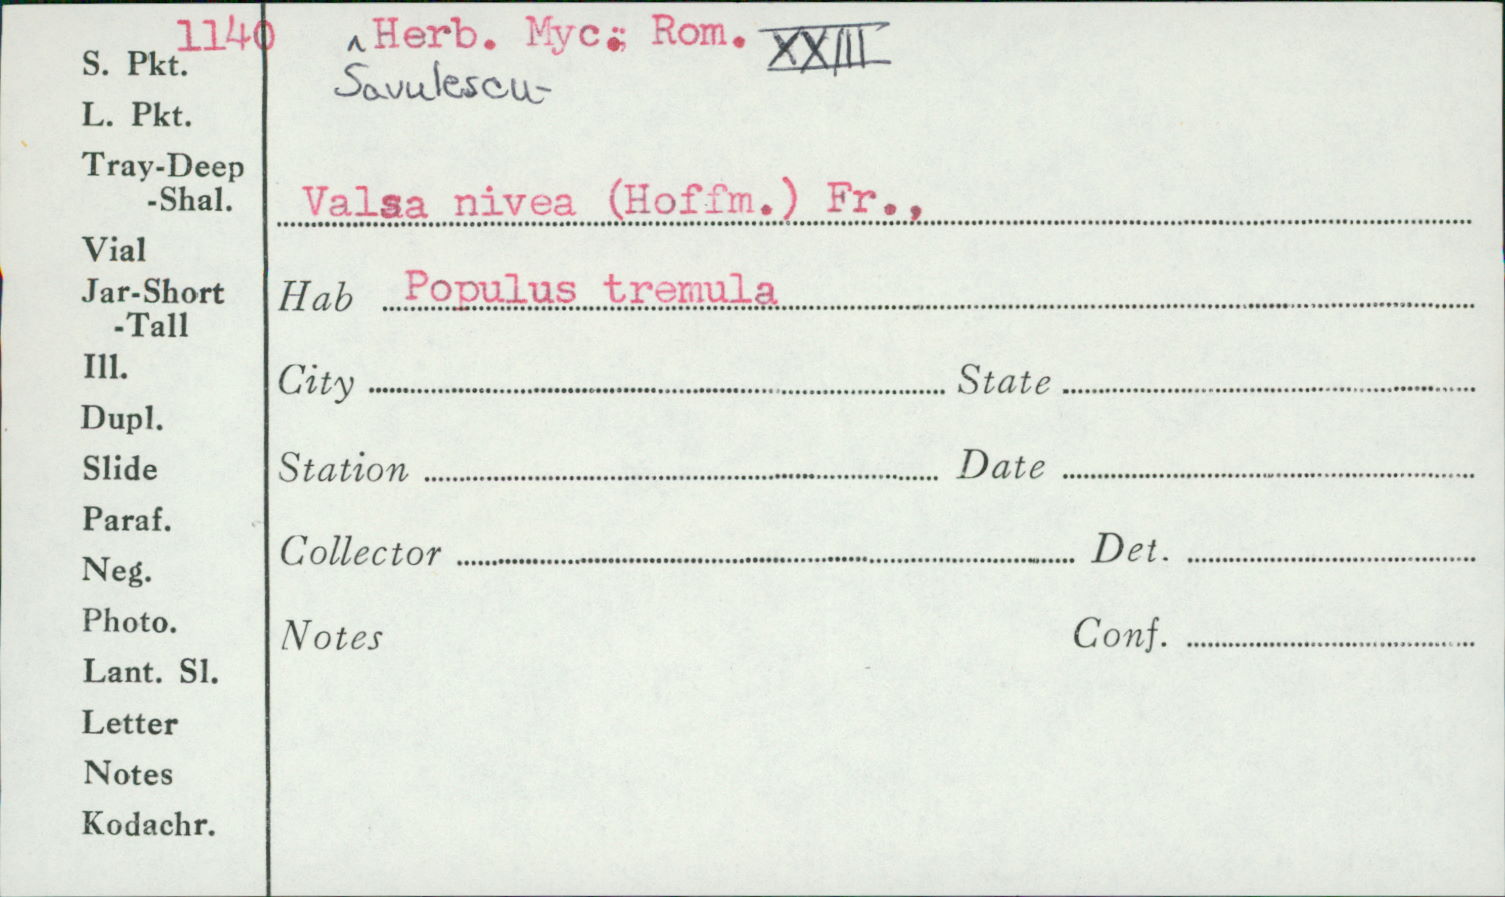 1140 ^ Herb. Myc.; Rom. XXIII
Savulescu-
S. Pkt.
L. Pkt.
Tray-Deep
-Shal.
Valsa nivea (Hoffm.) Fr.,
Vial
Jar-Short
-Tall
Hab Populus tremula
Ill.
City State
Dupl.
Slide
Station Date
Paraf.
Collector Det.
Neg.
Photo.
Notes Conf.
Lant. Sl.
Letter
Notes
Kodachr.